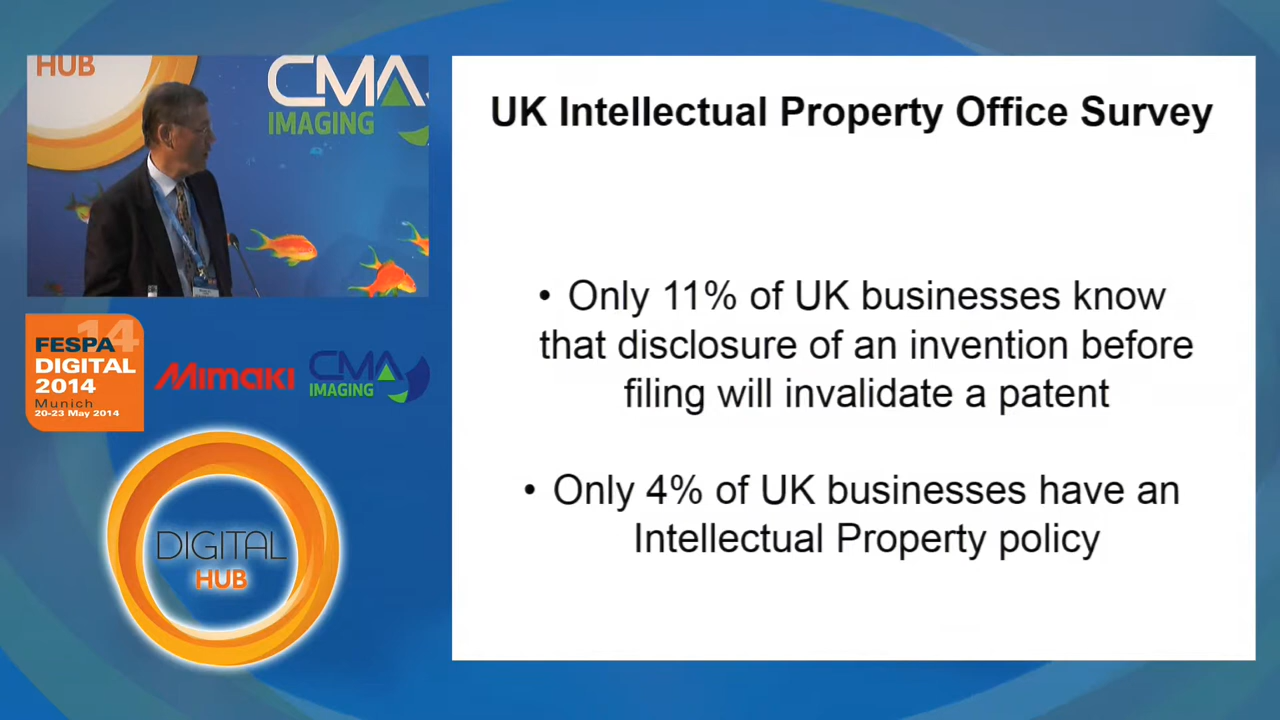 HUB
CMA
IMAGING
UK Intellectual Property Office Survey
• Only 11% of UK businesses know
that disclosure of an invention before
filing will invalidate a patent
• Only 4% of UK businesses have an
Intellectual Property policy
14
FESPA
DIGITAL
2014
Munich
20-23 May 2014
Mimaki
CMA
IMAGING
DIGITAL
HUB